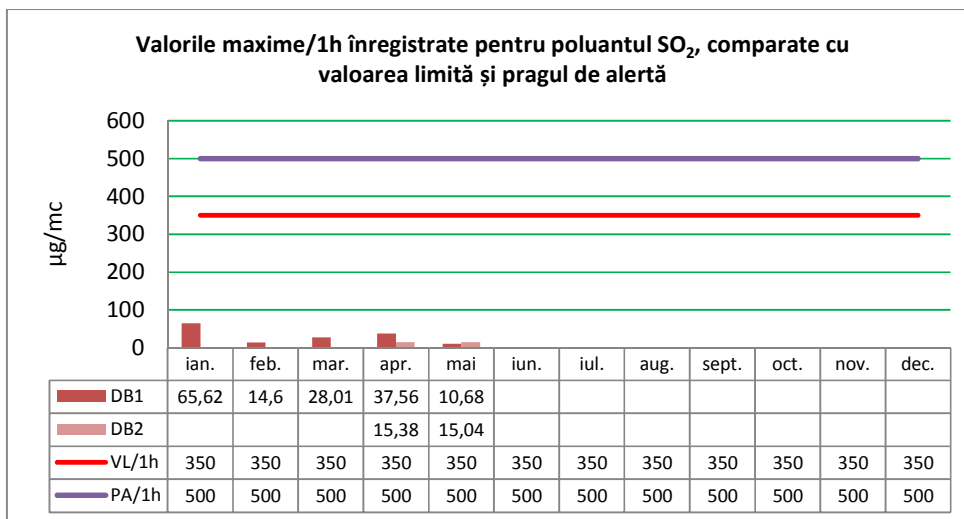 Valorile maxime/1h înregistrate pentru poluantul SO₂, comparate cu
valoarea limită și pragul de alertă
600
500
400
300
200
100
0
µg/mc
ian. feb. mar. apr. mai iun. iul. aug. sept. oct. nov. dec.
DB1 65,62 14,6 28,01 37,56 10,68
DB2 15,38 15,04
VL/1h 350 350 350 350 350 350 350 350 350 350 350 350
PA/1h 500 500 500 500 500 500 500 500 500 500 500 500